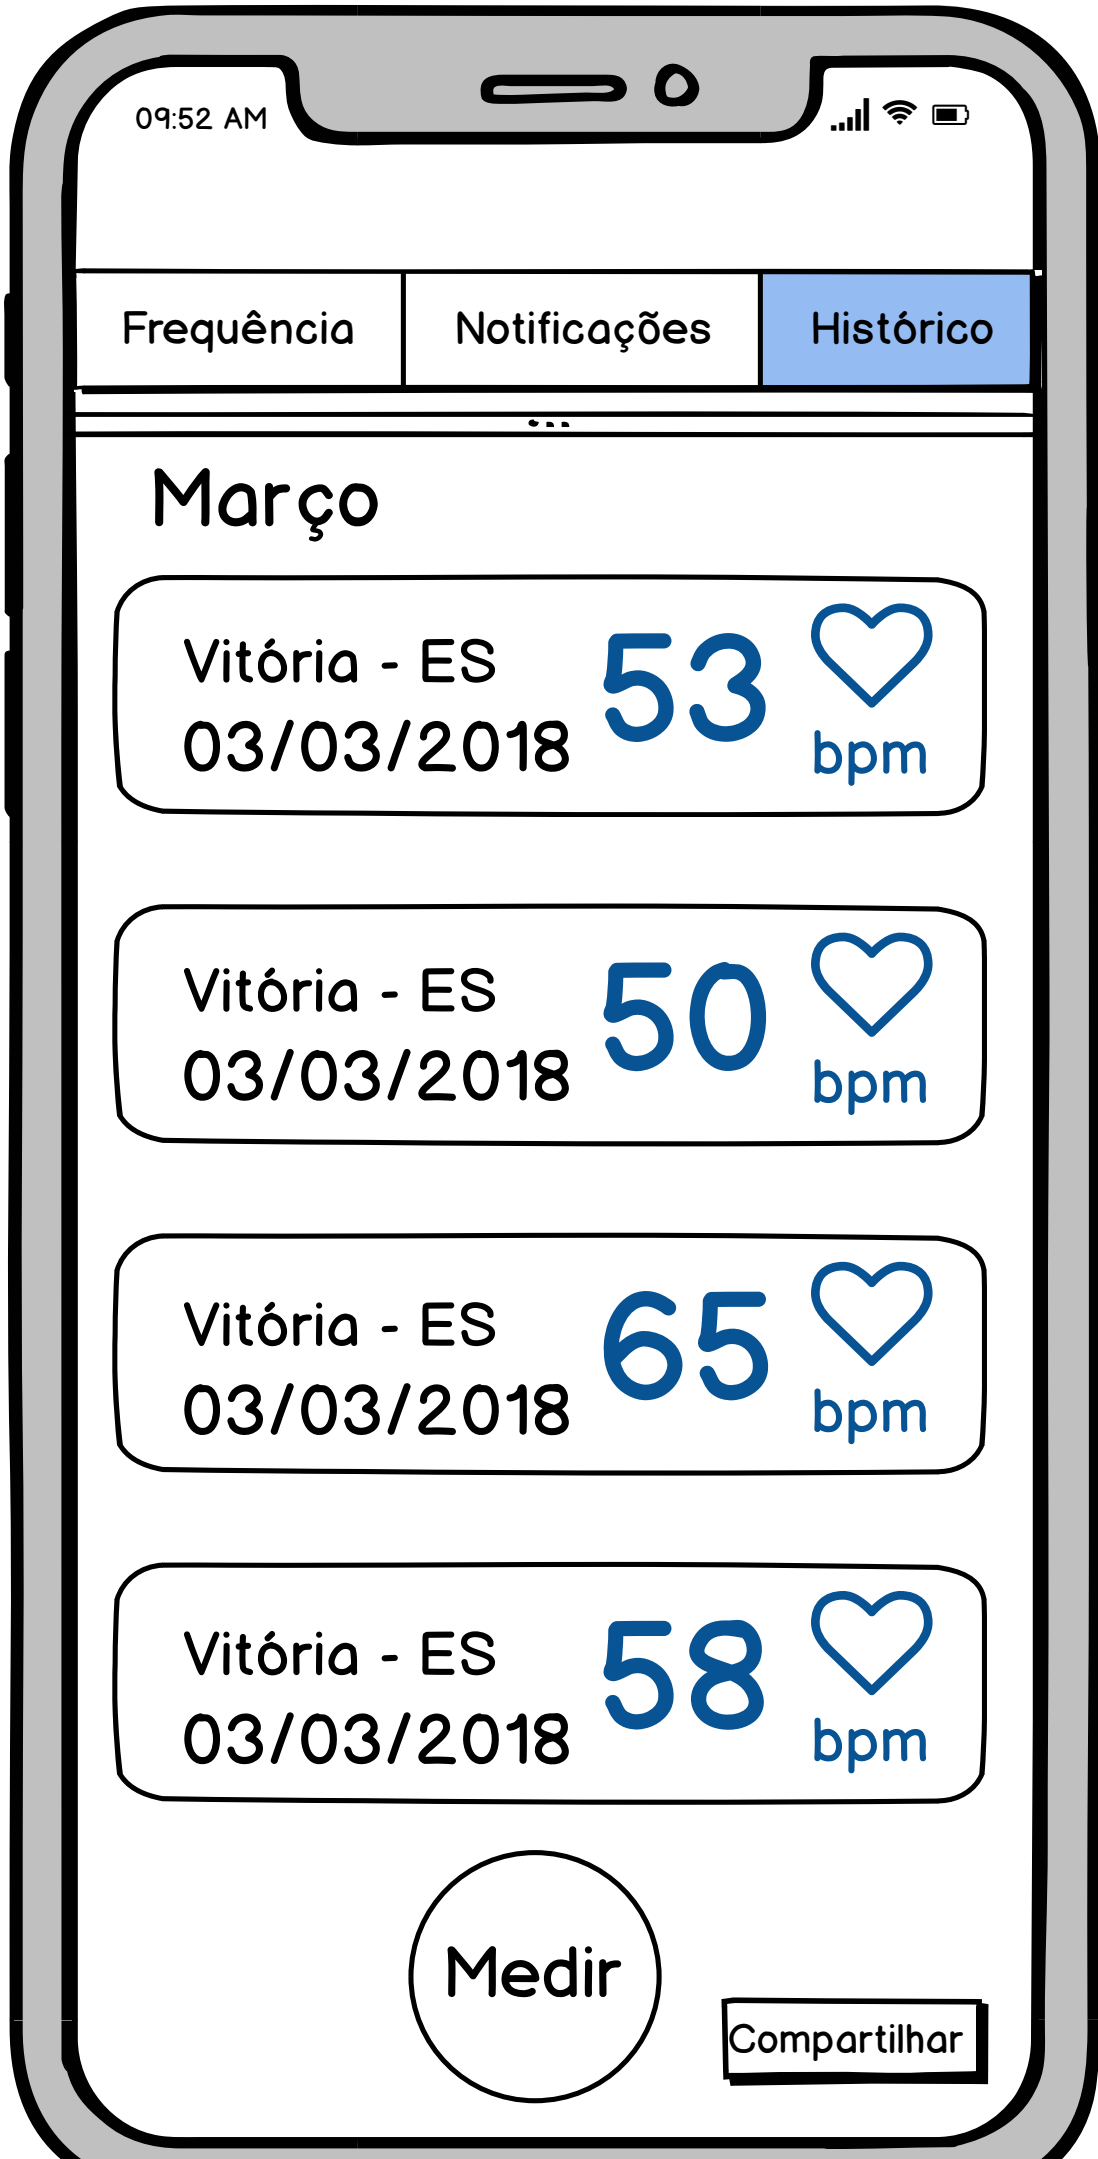 09:52 AM
Frequência Notificações Histórico
Março
Vitória - ES
03/03/2018
53
bpm
Vitória - ES
03/03/2018
50
bpm
Vitória - ES
03/03/2018
65
bpm
Vitória - ES
03/03/2018
58
bpm
Medir
Compartilhar